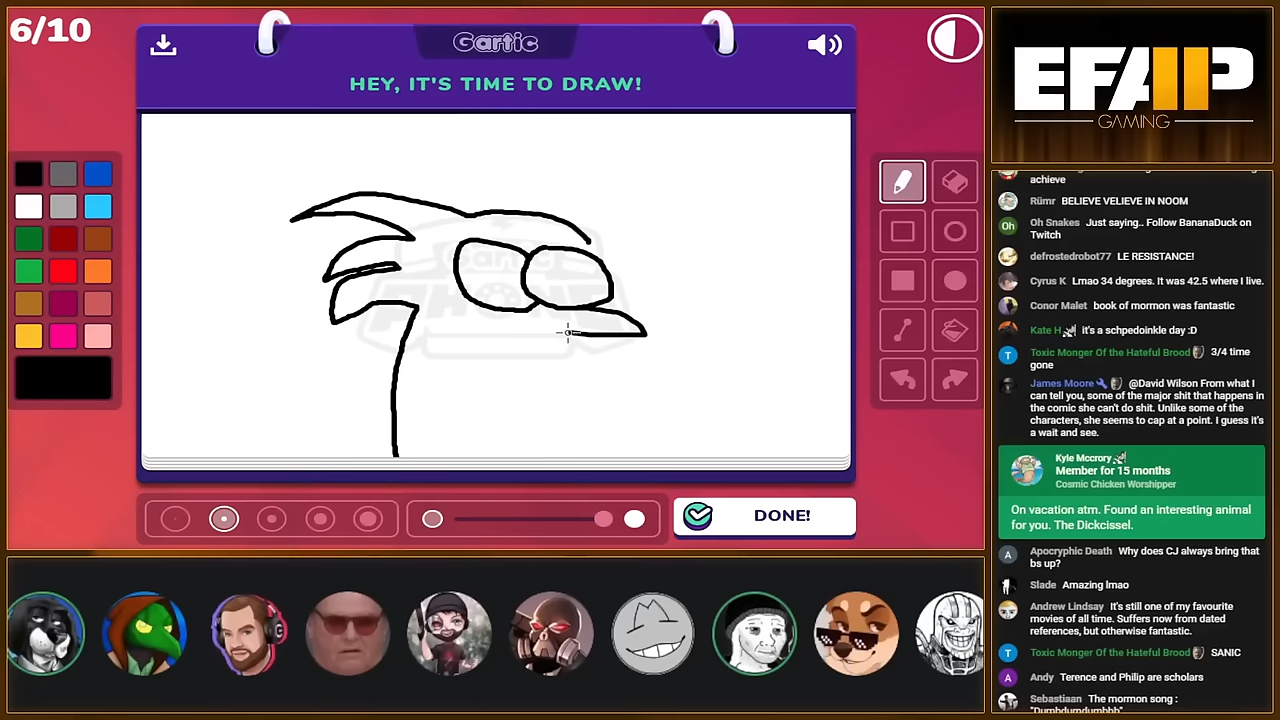 6/10
Gartic
HEY, IT'S TIME TO DRAW!
DONE!
EFAP
GAMING
achieve
Rümr BELIEVE VELIEVE IN NOOM
Oh Oh Snakes Just saying.. Follow BananaDuck on
Twitch
defrostedrobot77 LE RESISTANCE!
Cyrus K Lmao 34 degrees. It was 42.5 where I live.
Conor Malet book of mormon was fantastic
Kate H it's a schpedoinkle day :D
T Toxic Monger Of the Hateful Brood 3/4 time
gone
James Moore @David Wilson From what I
can tell you, some of the major shit that happens in
the comic she can't do shit. Unlike some of the
characters, she seems to cap at a point. I guess it's
a wait and see.
Kyle Mccrory
Member for 15 months
Cosmic Chicken Worshipper
On vacation atm. Found an interesting animal
for you. The Dickcissel.
A Apocryphic Death Why does CJ always bring that
bs up?
Slade Amazing lmao
Andrew Lindsay It's still one of my favourite
movies of all time. Suffers now from dated
references, but otherwise fantastic.
T Toxic Monger Of the Hateful Brood SANIC
A Andy Terence and Philip are scholars
Sebastiaan The mormon song :